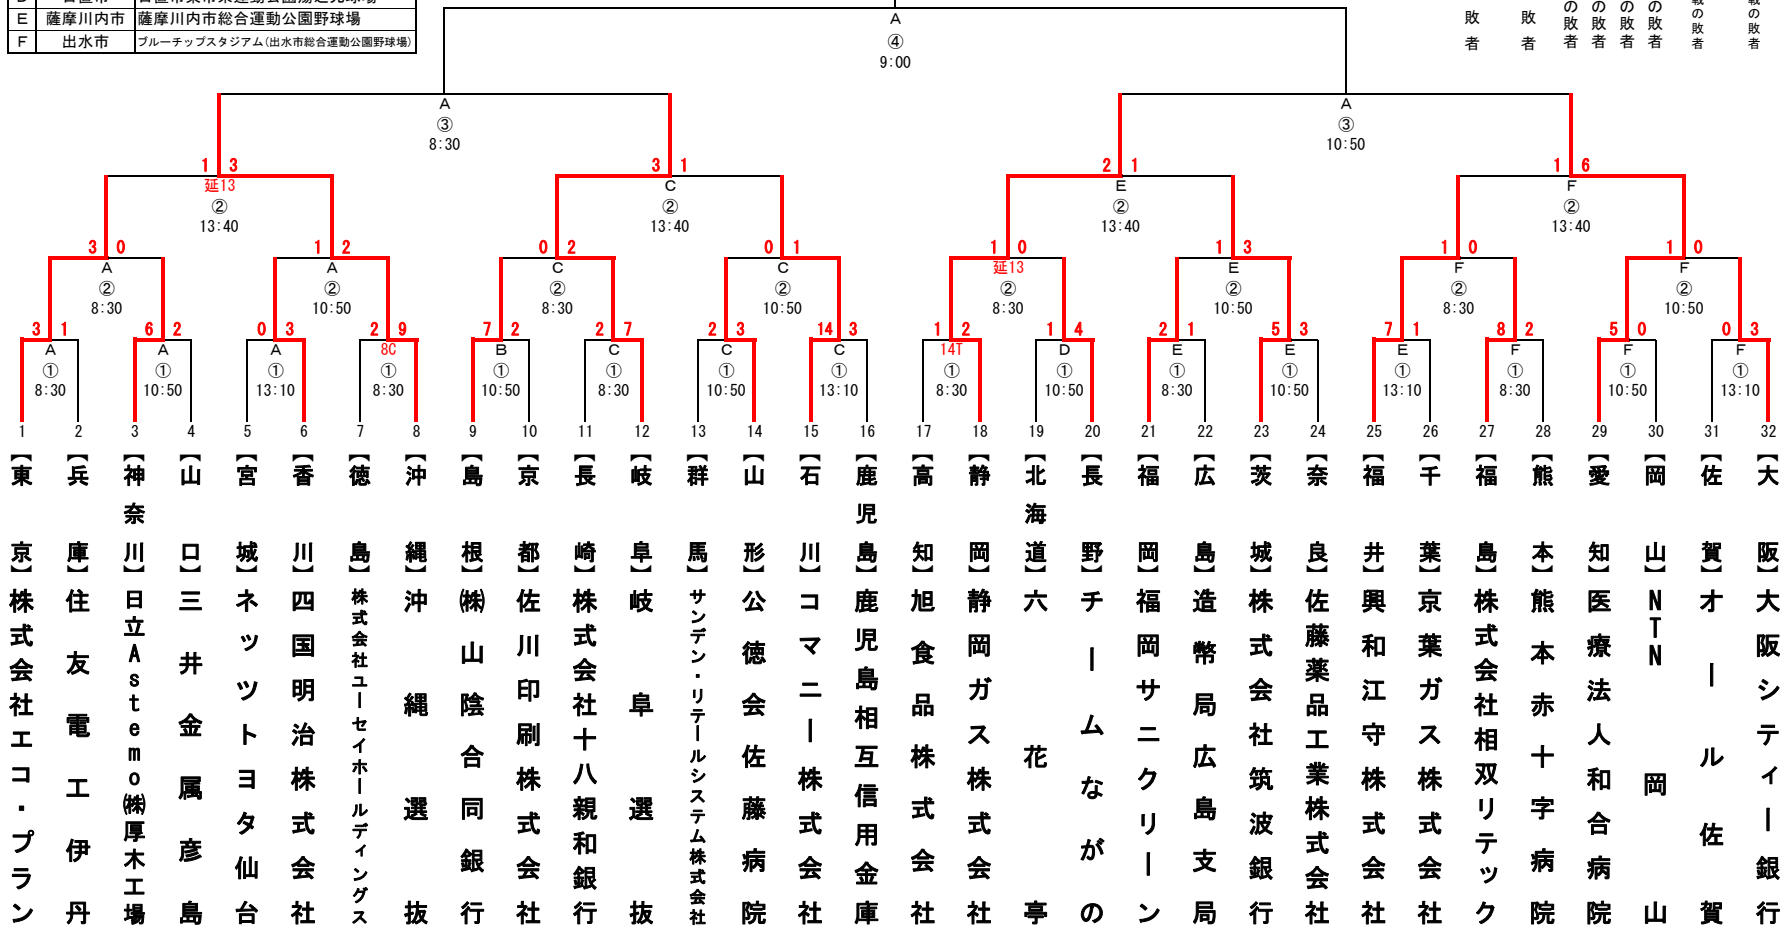 E 薩摩川内市 薩摩川内市総合運動公園野球場
F 出水市 ブルーチップスタジアム(出水市総合運動公園野球場)
敗者 敗者 の敗者 の敗者 の敗者 の敗者 戦の敗者 戦の敗者
A
④
9:00
A A
③ ③
8:30 10:50
1 3 3 1 2 1 1 6
延13 C E F
A
② ② ② ②
13:40 13:40 13:40 13:40
3 0 1 2 0 2 0 1 1 0 1 3 1 0 1 0
A A C C 延13 E F F
② ② ② ② ② ② ② ②
8:30 10:50 8:30 10:50 8:30 10:50 8:30 10:50
3 1 6 2 0 3 2 9 7 2 2 7 2 3 14 3 1 2 1 4 2 1 5 3 7 1 8 2 5 0 0 3
A A A 8C B C C C 14T D E E E F F F
① ① ① ① ① ① ① ① ① ① ① ① ① ① ① ①
8:30 10:50 13:10 8:30 10:50 8:30 10:50 13:10 8:30 10:50 8:30 10:50 13:10 8:30 10:50 13:10
1 2 3 4 5 6 7 8 9 10 11 12 13 14 15 16 17 18 19 20 21 22 23 24 25 26 27 28 29 30 31 32
【東京】株式会社エコ・プラン
【兵庫】住友電工伊丹
【神奈川】日立Astemo㈱厚木工場
【山口】三井金属彦島
【宮城】ネッツトヨタ仙台
【香川】四国明治株式会社
【徳島】株式会社ユーセイホールディングス
【沖縄】沖縄選抜
【島根】㈱山陰合同銀行
【京都】佐川印刷株式会社
【長崎】株式会社十八親和銀行
【岐阜】岐阜選抜
【群馬】サンデン・リテールシステム株式会社
【山形】公徳会佐藤病院
【石川】コマニー株式会社
【鹿児島】鹿児島相互信用金庫
【高知】旭食品株式会社
【静岡】静岡ガス株式会社
【北海道】六花亭
【長野】チームながの
【福岡】福岡サニクリーン
【広島】造幣局広島支局
【茨城】株式会社筑波銀行
【奈良】佐藤薬品工業株式会社
【福井】興和江守株式会社
【千葉】京葉ガス株式会社
【福島】株式会社相双リテック
【熊本】熊本赤十字病院
【愛知】医療法人和合病院
【岡山】NTN岡山
【佐賀】オール佐賀
【大阪】大阪シティー銀行